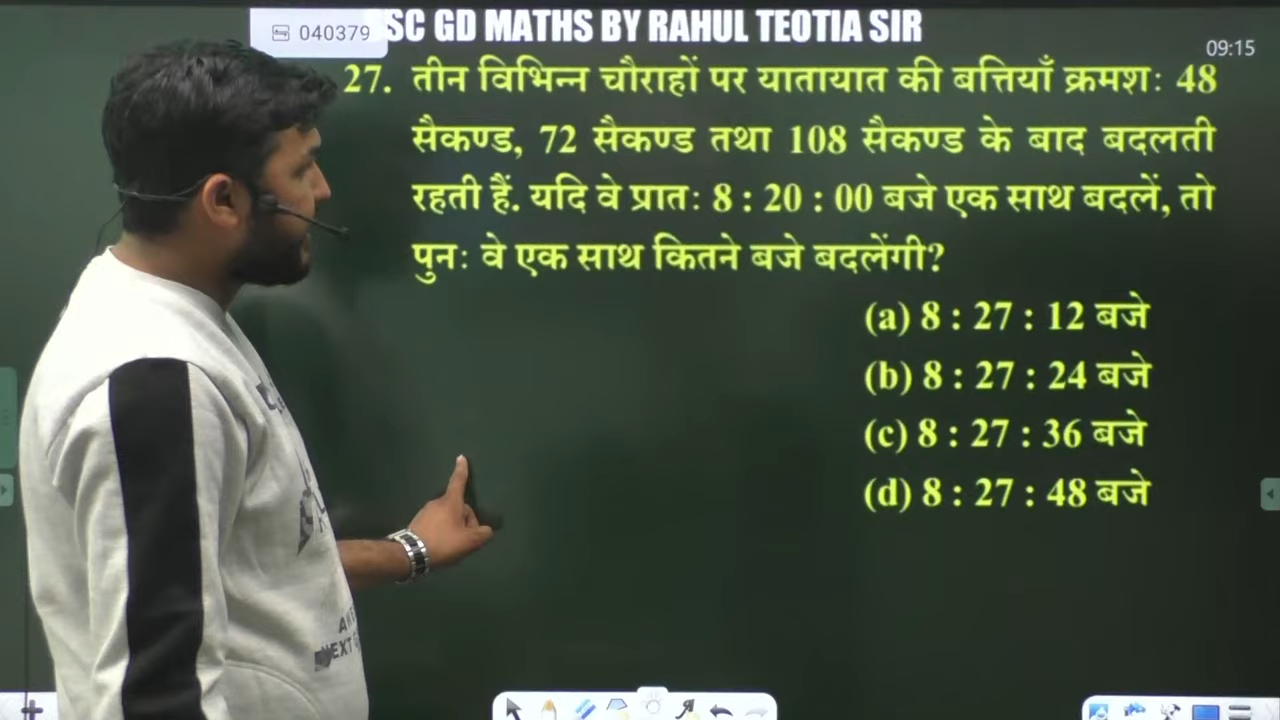 040379
SC GD MATHS BY RAHUL TEOTIA SIR
09:15
27. तीन विभिन्न चौराहों पर यातायात की बत्तियाँ क्रमशः 48
सैकण्ड, 72 सैकण्ड तथा 108 सैकण्ड के बाद बदलती
रहती हैं. यदि वे प्रातः 8 : 20 : 00 बजे एक साथ बदलें, तो
पुनः वे एक साथ कितने बजे बदलेंगी?
(a) 8 : 27 : 12 बजे
(b) 8 : 27 : 24 बजे
(c) 8 : 27 : 36 बजे
(d) 8 : 27 : 48 बजे